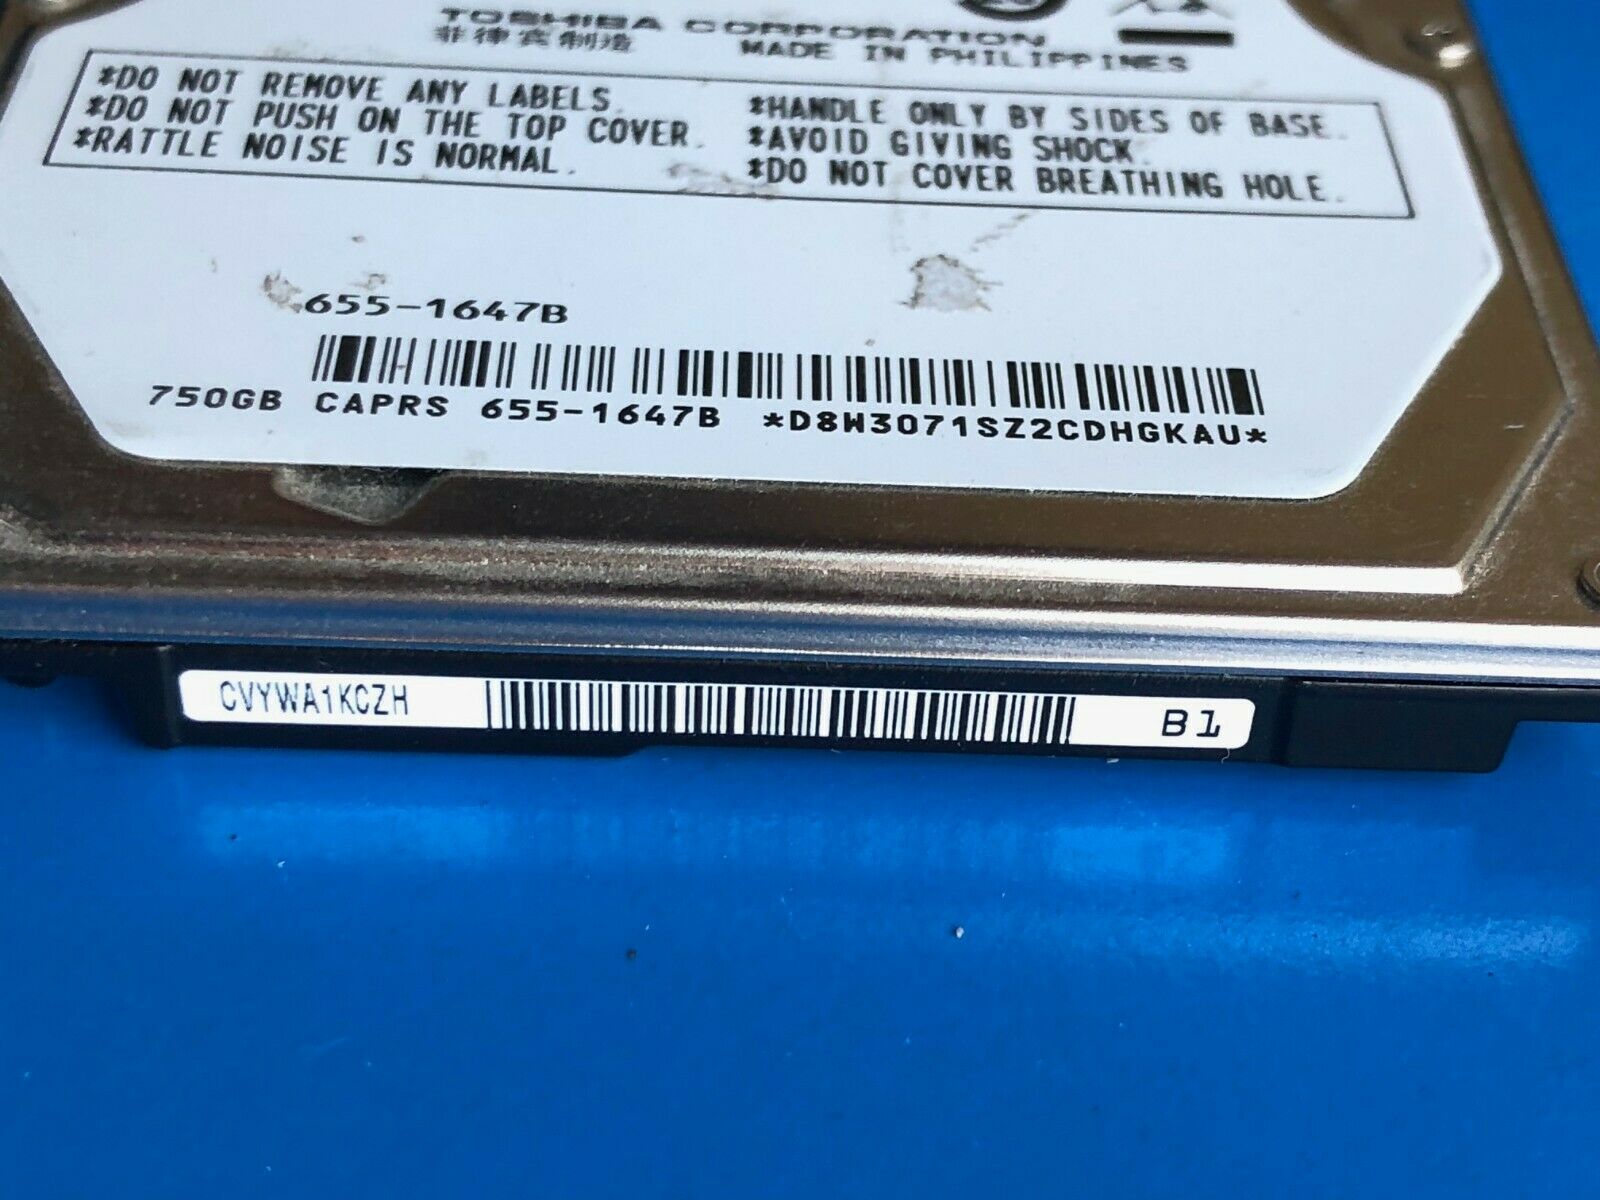 TOSHIBA CORPORATION
菲律宾制造 MADE IN PHILIPPINES
*DO NOT REMOVE ANY LABELS.
*DO NOT PUSH ON THE TOP COVER.
*RATTLE NOISE IS NORMAL.
*HANDLE ONLY BY SIDES OF BASE.
*AVOID GIVING SHOCK.
*DO NOT COVER BREATHING HOLE.
655-1647B
750GB CAPRS 655-1647B *D8W3071SZ2CDHGKAU*
CVYWA1KCZH B1